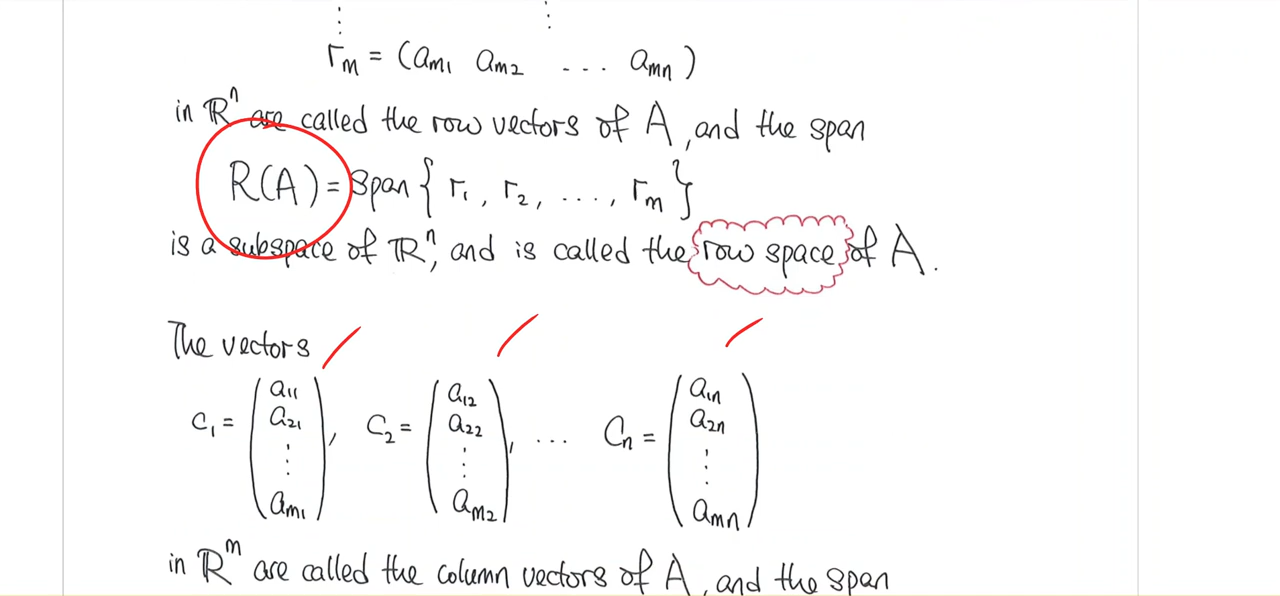 ⋮ ⋮
r_m = (a_m1 a_m2 ... a_mn)
in ℝ^n are called the row vectors of A, and the span
R(A) = span{ r_1, r_2, ..., r_m }
is a subspace of ℝ^n, and is called the row space of A.
The vectors
c_1 = (a_11 a_21 ⋮ a_m1), c_2 = (a_12 a_22 ⋮ a_m2), ... c_n = (a_1n a_2n ⋮ a_mn)
in ℝ^m are called the column vectors of A, and the span